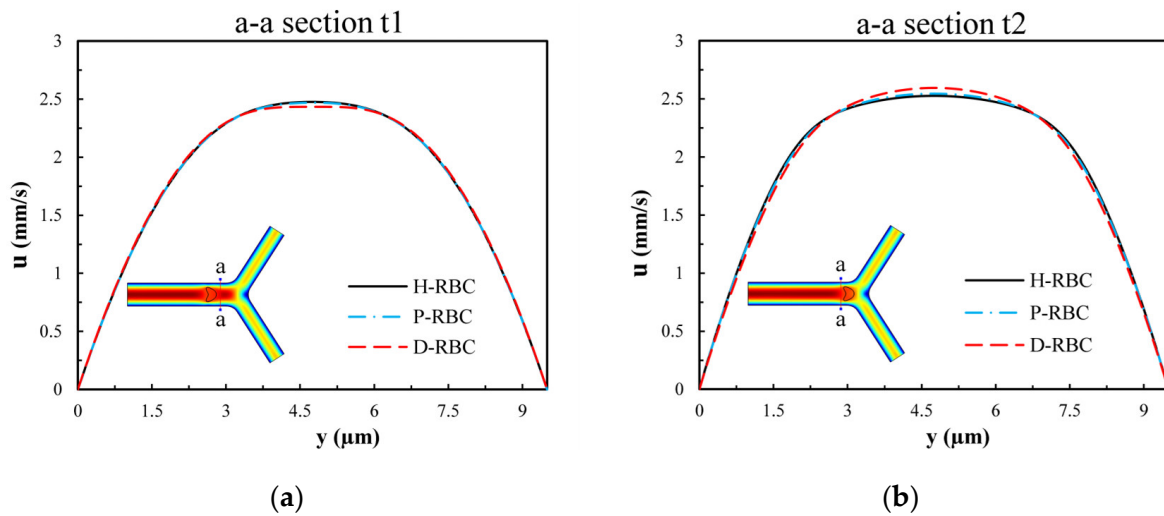 a-a section t1
3
2.5
2
1.5
1
0.5
0
u (mm/s)
a
a
H-RBC
P-RBC
D-RBC
0 1.5 3 4.5 6 7.5 9
y (μm)
(a)
a-a section t2
3
2.5
2
1.5
1
0.5
0
u (mm/s)
a
a
H-RBC
P-RBC
D-RBC
0 1.5 3 4.5 6 7.5 9
y (μm)
(b)